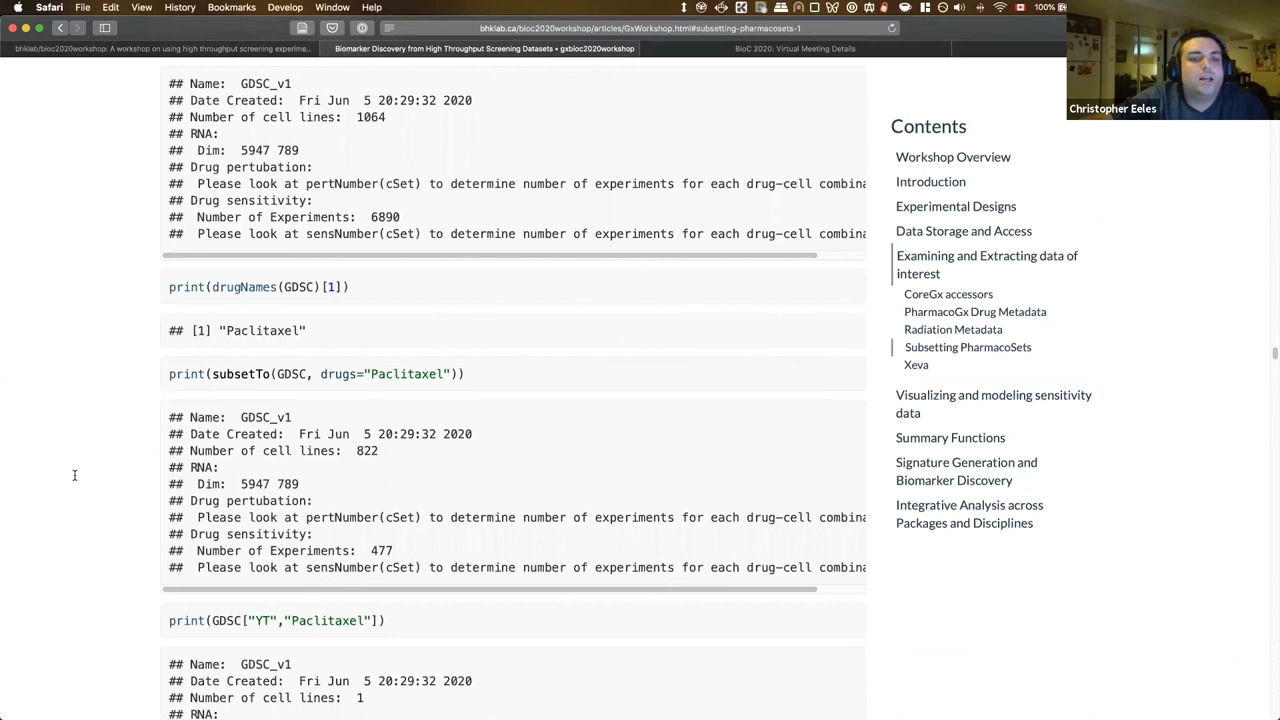 Safari File Edit View History Bookmarks Develop Window Help
100%
bhklab.ca/bioc2020workshop/articles/GxWorkshop.html#subsetting-pharmacosets-1
bhklab/bioc2020workshop: A workshop on using high throughput screening experime...
Biomarker Discovery from High Throughput Screening Datasets • gxbioc2020workshop
BioC 2020: Virtual Meeting Details
## Name: GDSC_v1
## Date Created: Fri Jun 5 20:29:32 2020
## Number of cell lines: 1064
## RNA:
## Dim: 5947 789
## Drug pertubation:
## Please look at pertNumber(cSet) to determine number of experiments for each drug-cell combina
## Drug sensitivity:
## Number of Experiments: 6890
## Please look at sensNumber(cSet) to determine number of experiments for each drug-cell combina
print(drugNames(GDSC)[1])
## [1] "Paclitaxel"
print(subsetTo(GDSC, drugs="Paclitaxel"))
## Name: GDSC_v1
## Date Created: Fri Jun 5 20:29:32 2020
## Number of cell lines: 822
## RNA:
## Dim: 5947 789
## Drug pertubation:
## Please look at pertNumber(cSet) to determine number of experiments for each drug-cell combina
## Drug sensitivity:
## Number of Experiments: 477
## Please look at sensNumber(cSet) to determine number of experiments for each drug-cell combina
print(GDSC["YT","Paclitaxel"])
## Name: GDSC_v1
## Date Created: Fri Jun 5 20:29:32 2020
## Number of cell lines: 1
## RNA:
Contents
Workshop Overview
Introduction
Experimental Designs
Data Storage and Access
Examining and Extracting data of
interest
CoreGx accessors
PharmacoGx Drug Metadata
Radiation Metadata
Subsetting PharmacoSets
Xeva
Visualizing and modeling sensitivity
data
Summary Functions
Signature Generation and
Biomarker Discovery
Integrative Analysis across
Packages and Disciplines
Christopher Eeles